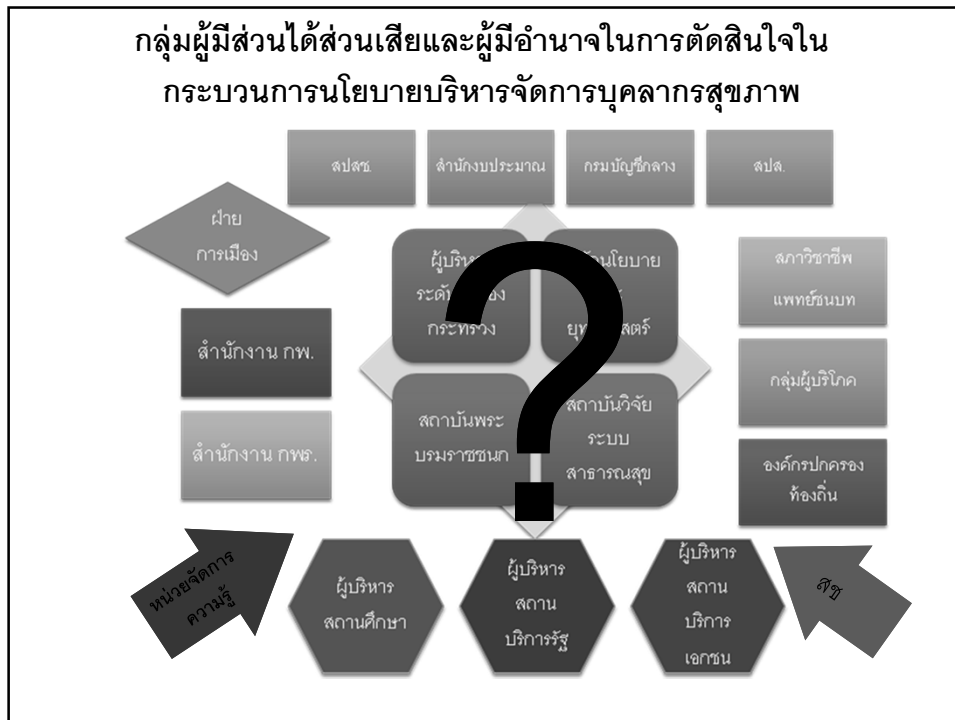 กลุ่มผู้มีส่วนได้ส่วนเสียและผู้มีอำนาจในการตัดสินใจใน
กระบวนการนโยบายบริหารจัดการบุคลากรสุขภาพ
สปสช.
สำนักงบประมาณ
กรมบัญชีกลาง
สปส.
ฝ่าย
การเมือง
สำนักงาน กพ.
สำนักงาน กพร.
กระทรวง
สถาบันพระ
บรมราชชนก
สถาบันวิจัย
ระบบ
สาธารณสุข
?
สภาวิชาชีพ
แพทย์ชนบท
กลุ่มผู้บริโภค
องค์กรปกครอง
ท้องถิ่น
หน่วยจัดการ
ความรู้
ผู้บริหาร
สถานศึกษา
ผู้บริหาร
สถาน
บริการรัฐ
ผู้บริหาร
สถาน
บริการ
เอกชน
สช